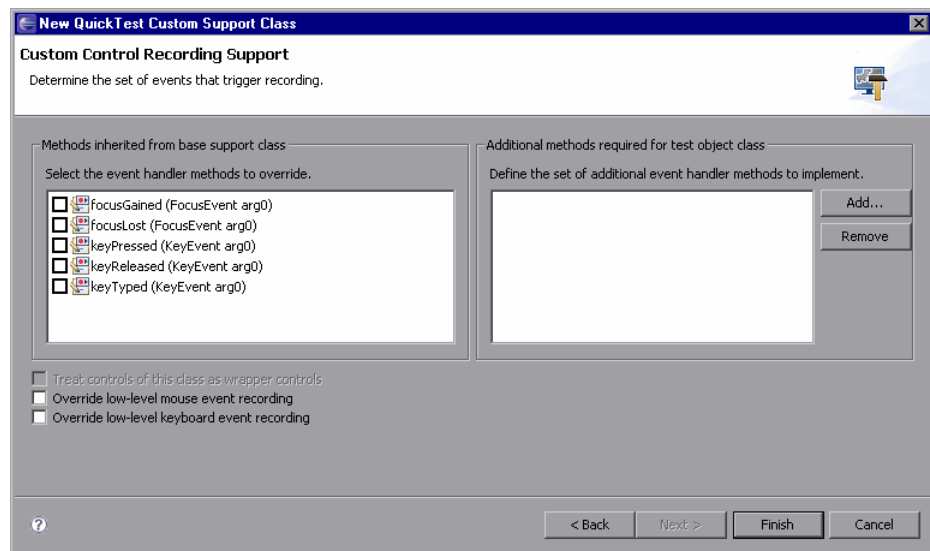 New QuickTest Custom Support Class
Custom Control Recording Support
Determine the set of events that trigger recording.
Methods inherited from base support class
Select the event handler methods to override.
focusGained (FocusEvent arg0)
focusLost (FocusEvent arg0)
keyPressed (KeyEvent arg0)
keyReleased (KeyEvent arg0)
keyTyped (KeyEvent arg0)
Additional methods required for test object class
Define the set of additional event handler methods to implement.
Add...
Remove
Treat controls of this class as wrapper controls
Override low-level mouse event recording
Override low-level keyboard event recording
?
< Back
Next >
Finish
Cancel